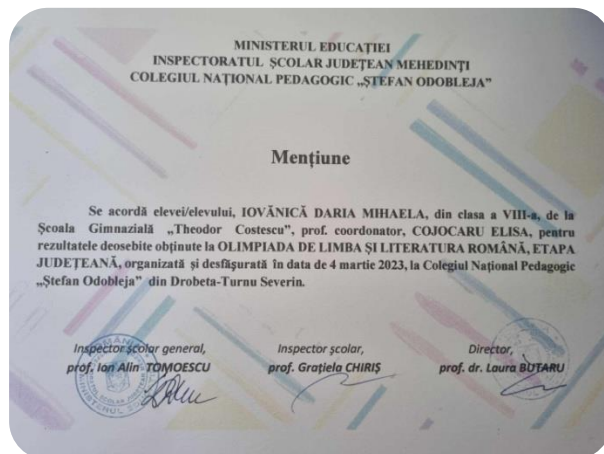 MINISTERUL EDUCAȚIEI
INSPECTORATUL ȘCOLAR JUDEȚEAN MEHEDINȚI
COLEGIUL NAȚIONAL PEDAGOGIC „ȘTEFAN ODOBLEJA”
Mențiune
Se acordă elevei/elevului, IOVĂNICĂ DARIA MIHAELA, din clasa a VIII-a, de la
Școala Gimnazială „Theodor Costescu”, prof. coordonator, COJOCARU ELISA, pentru
rezultatele deosebite obținute la OLIMPIADA DE LIMBA ȘI LITERATURA ROMÂNĂ, ETAPA
JUDEȚEANĂ, organizată și desfășurată în data de 4 martie 2023, la Colegiul Național Pedagogic
„Ștefan Odobleja” din Drobeta-Turnu Severin.
Inspector școlar general, Inspector școlar, Director,
prof. Ion Alin TOMOESCU prof. Grațiela CHIRIȘ prof. dr. Laura BUTARU